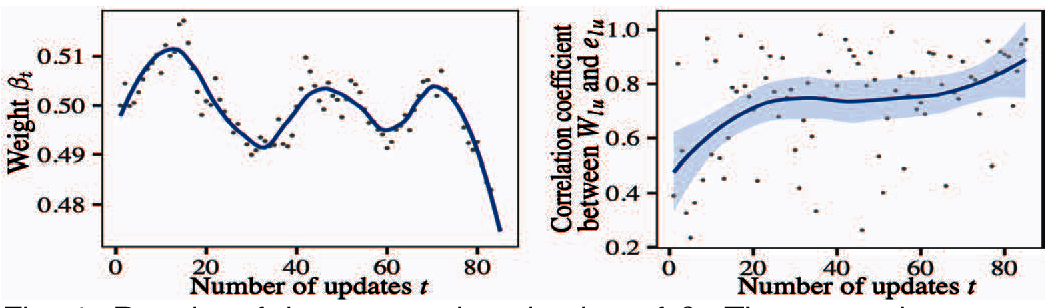 0.51
0.50
0.49
0.48
Weight βt
0 20 40 60 80
Number of updates t
1.0
0.8
0.6
0.4
0.2
Correlation coefficient
between Wlu and elu
0 20 40 60 80
Number of updates t